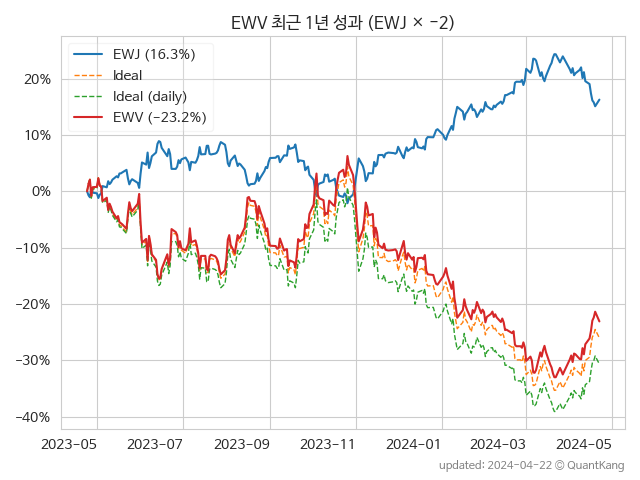 EWV 최근 1년 성과 (EWJ × −2)
EWJ (16.3%)
Ideal
Ideal (daily)
EWV (−23.2%)
20%
10%
0%
−10%
−20%
−30%
−40%
2023-05
2023-07
2023-09
2023-11
2024-01
2024-03
2024-05
updated: 2024-04-22 © QuantKang